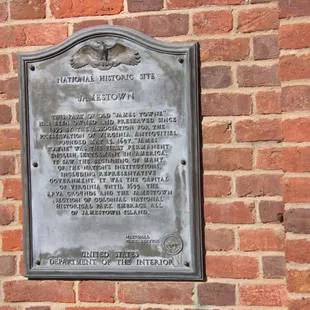 NATIONAL HISTORIC SITE
JAMESTOWN
THIS PART OF OLD "JAMES TOWNE"
HAS BEEN OWNED AND PRESERVED SINCE
1893 BY THE ASSOCIATION FOR THE
PRESERVATION OF VIRGINIA ANTIQUITIES.
FOUNDED MAY 13, 1607, "JAMES
TOWNE" WAS THE FIRST PERMANENT
ENGLISH SETTLEMENT IN AMERICA,
THE BEGINNING OF MANY
OF THE NATION'S INSTITUTIONS,
INCLUDING REPRESENTATIVE
GOVERNMENT. IT WAS THE CAPITAL
OF VIRGINIA UNTIL 1699. THE
APVA GROUNDS AND THE JAMESTOWN
SECTION OF COLONIAL NATIONAL
HISTORICAL PARK EMBRACE ALL
OF JAMESTOWN ISLAND.
UNITED STATES
DEPARTMENT OF THE INTERIOR